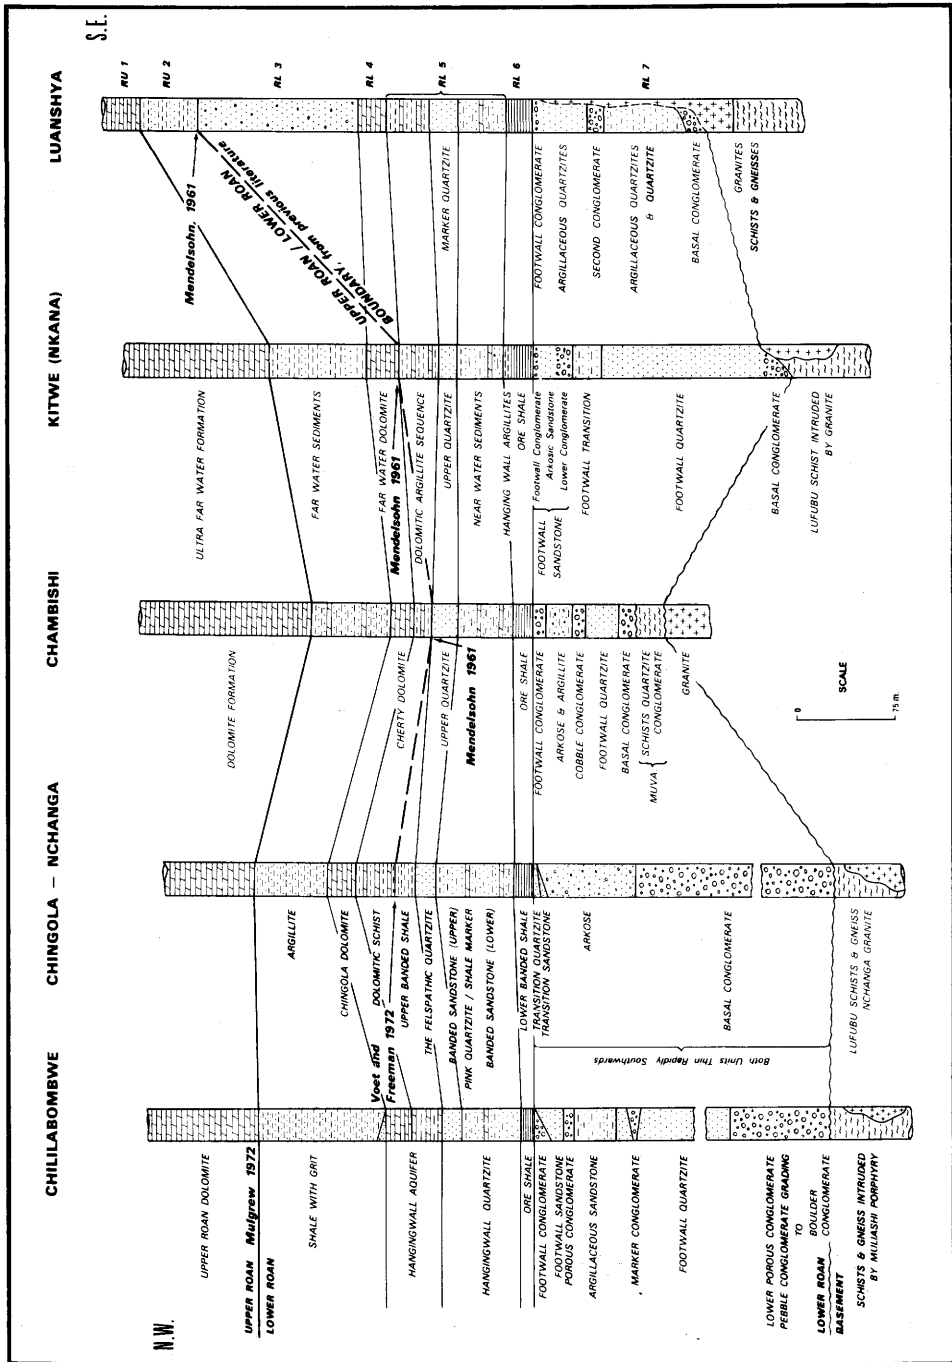 N.W.
S.E.
CHILILABOMBWE
CHINGOLA – NCHANGA
CHAMBISHI
KITWE (NKANA)
LUANSHYA
UPPER ROAN DOLOMITE
UPPER ROAN Mulgrew 1972
LOWER ROAN
SHALE WITH GRIT
HANGINGWALL AQUIFER
HANGINGWALL QUARTZITE
ORE SHALE
FOOTWALL CONGLOMERATE
FOOTWALL SANDSTONE
POROUS CONGLOMERATE
ARGILLACEOUS SANDSTONE
MARKER CONGLOMERATE
FOOTWALL QUARTZITE
LOWER POROUS CONGLOMERATE
PEBBLE CONGLOMERATE GRADING
TO
BOULDER
CONGLOMERATE
LOWER ROAN
BASEMENT
SCHISTS & GNEISS INTRUDED
BY MULIASHI PORPHYRY
ARGILLITE
CHINGOLA DOLOMITE
DOLOMITIC SCHIST
Voet and
Freeman 1972
UPPER BANDED SHALE
THE FELSPATHIC QUARTZITE
BANDED SANDSTONE (UPPER)
PINK QUARTZITE / SHALE MARKER
BANDED SANDSTONE (LOWER)
LOWER BANDED SHALE
TRANSITION QUARTZITE
TRANSITION SANDSTONE
ARKOSE
Both Units Thin Rapidly Southwards
BASAL CONGLOMERATE
LUFUBU SCHISTS & GNEISS
NCHANGA GRANITE
DOLOMITE FORMATION
CHERTY DOLOMITE
UPPER QUARTZITE
Mendelsohn 1961
ORE SHALE
FOOTWALL CONGLOMERATE
ARKOSE & ARGILLITE
COBBLE CONGLOMERATE
FOOTWALL QUARTZITE
BASAL CONGLOMERATE
MUVA { SCHISTS QUARTZITE
CONGLOMERATE
GRANITE
SCALE
0
75 m.
ULTRA FAR WATER FORMATION
FAR WATER SEDIMENTS
FAR WATER DOLOMITE
Mendelsohn 1961
DOLOMITIC ARGILLITE SEQUENCE
UPPER QUARTZITE
NEAR WATER SEDIMENTS
HANGING WALL ARGILLITES
ORE SHALE
FOOTWALL { Footwall Conglomerate
Arkosic Sandstone
SANDSTONE { Lower Conglomerate
FOOTWALL TRANSITION
FOOTWALL QUARTZITE
BASAL CONGLOMERATE
LUFUBU SCHIST INTRUDED
BY GRANITE
Mendelsohn, 1961
UPPER ROAN / LOWER ROAN
BOUNDARY, from previous literature
MARKER QUARTZITE
FOOTWALL CONGLOMERATE
ARGILLACEOUS QUARTZITES
SECOND CONGLOMERATE
ARGILLACEOUS QUARTZITES
& QUARTZITE
BASAL CONGLOMERATE
GRANITES
SCHISTS & GNEISSES
RU 1
RU 2
RL 3
RL 4
RL 5
RL 6
RL 7